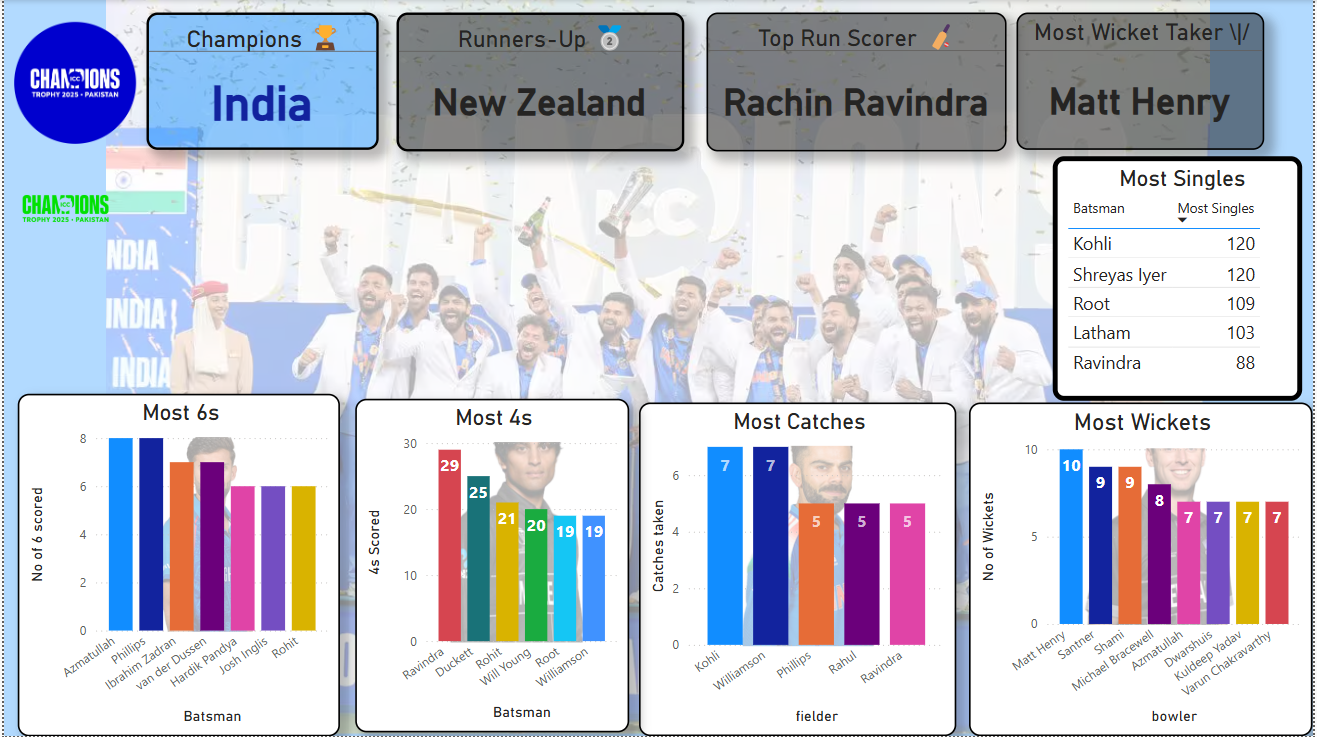 CHAMPIONS
ICC
TROPHY 2025 • PAKISTAN
Champions 🏆
India
Runners-Up 🥈
New Zealand
Top Run Scorer 🏏
Rachin Ravindra
Most Wicket Taker \|/
Matt Henry
CHAMPIONS
ICC
TROPHY 2025 • PAKISTAN
CHAMPIONS
ICC
INDIA
INDIA
INDIA
Most Singles
Batsman Most Singles
Kohli 120
Shreyas Iyer 120
Root 109
Latham 103
Ravindra 88
Most 6s
No of 6 scored
8
6
4
2
0
Azmatullah
Phillips
Ibrahim Zadran
van der Dussen
Hardik Pandya
Josh Inglis
Rohit
Batsman
Most 4s
4s Scored
30
20
10
0
29
25
21
20
19
19
Ravindra
Duckett
Rohit
Will Young
Root
Williamson
Batsman
Most Catches
Catches taken
6
4
2
0
7
7
5
5
5
Kohli
Williamson
Phillips
Rahul
Ravindra
fielder
Most Wickets
No of Wickets
10
5
0
10
9
9
8
7
7
7
7
Matt Henry
Santner
Shami
Michael Bracewell
Azmatullah
Dwarshuis
Kuldeep Yadav
Varun Chakravarthy
bowler